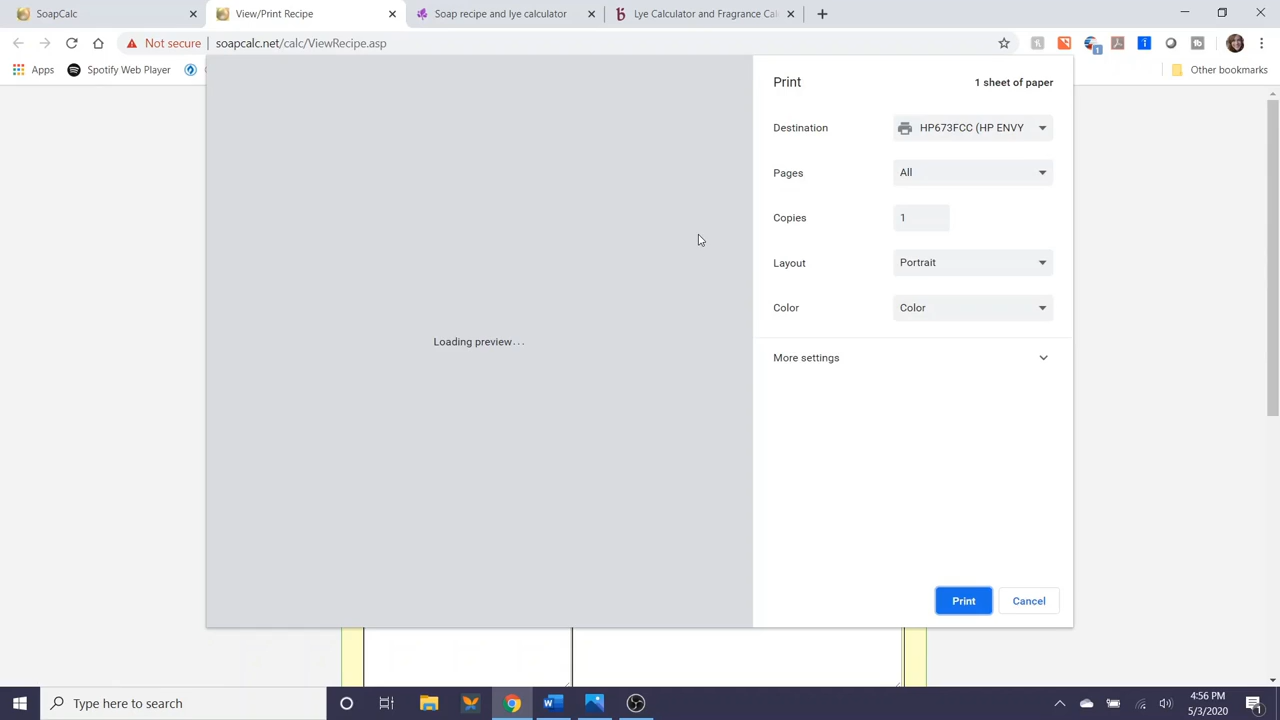 SoapCalc
View/Print Recipe
Soap recipe and lye calculator
Lye Calculator and Fragrance Cal
Not secure
soapcalc.net/calc/ViewRecipe.asp
Apps
Spotify Web Player
Other bookmarks
Print
1 sheet of paper
Destination
HP673FCC (HP ENVY
Pages
All
Copies
1
Layout
Portrait
Color
Color
More settings
Loading preview...
Print
Cancel
Type here to search
4:56 PM
5/3/2020